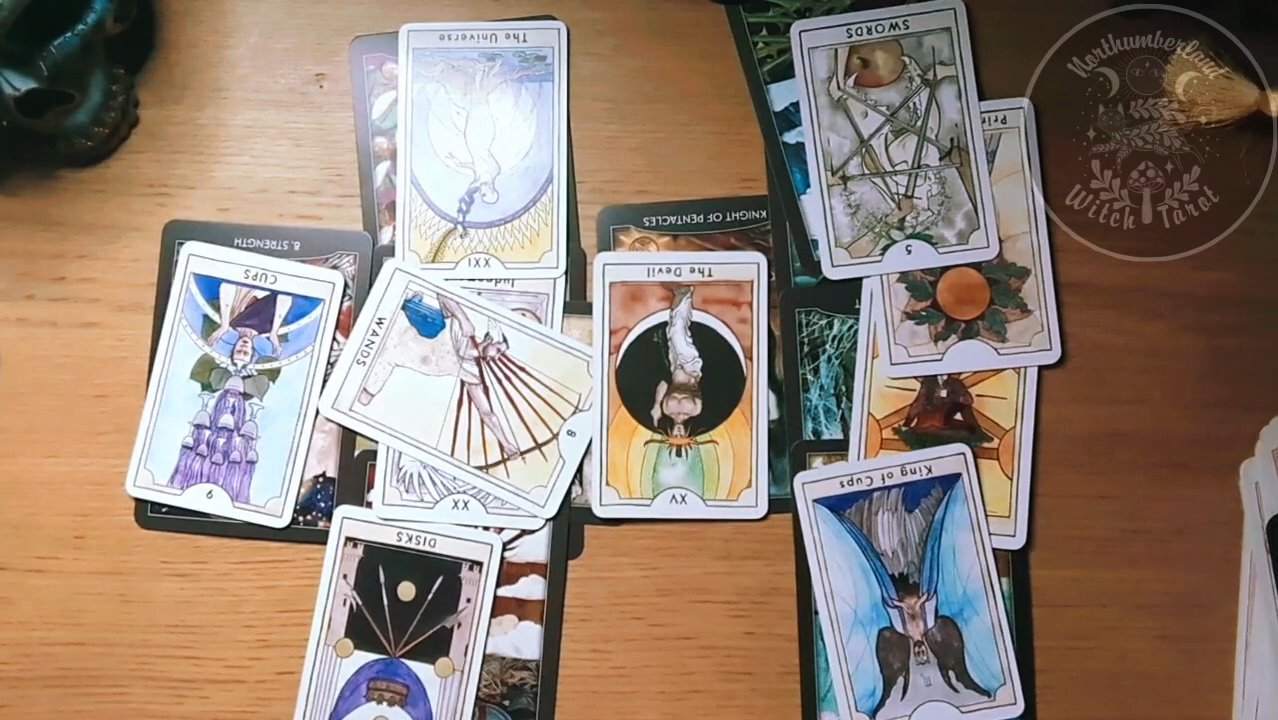 The Universe
XXI
8. STRENGTH
CUPS
9
WANDS
8
XX
DISKS
KNIGHT OF PENTACLES
The Devil
XV
SWORDS
5
King of Cups
Northumberland
Witch Tarot